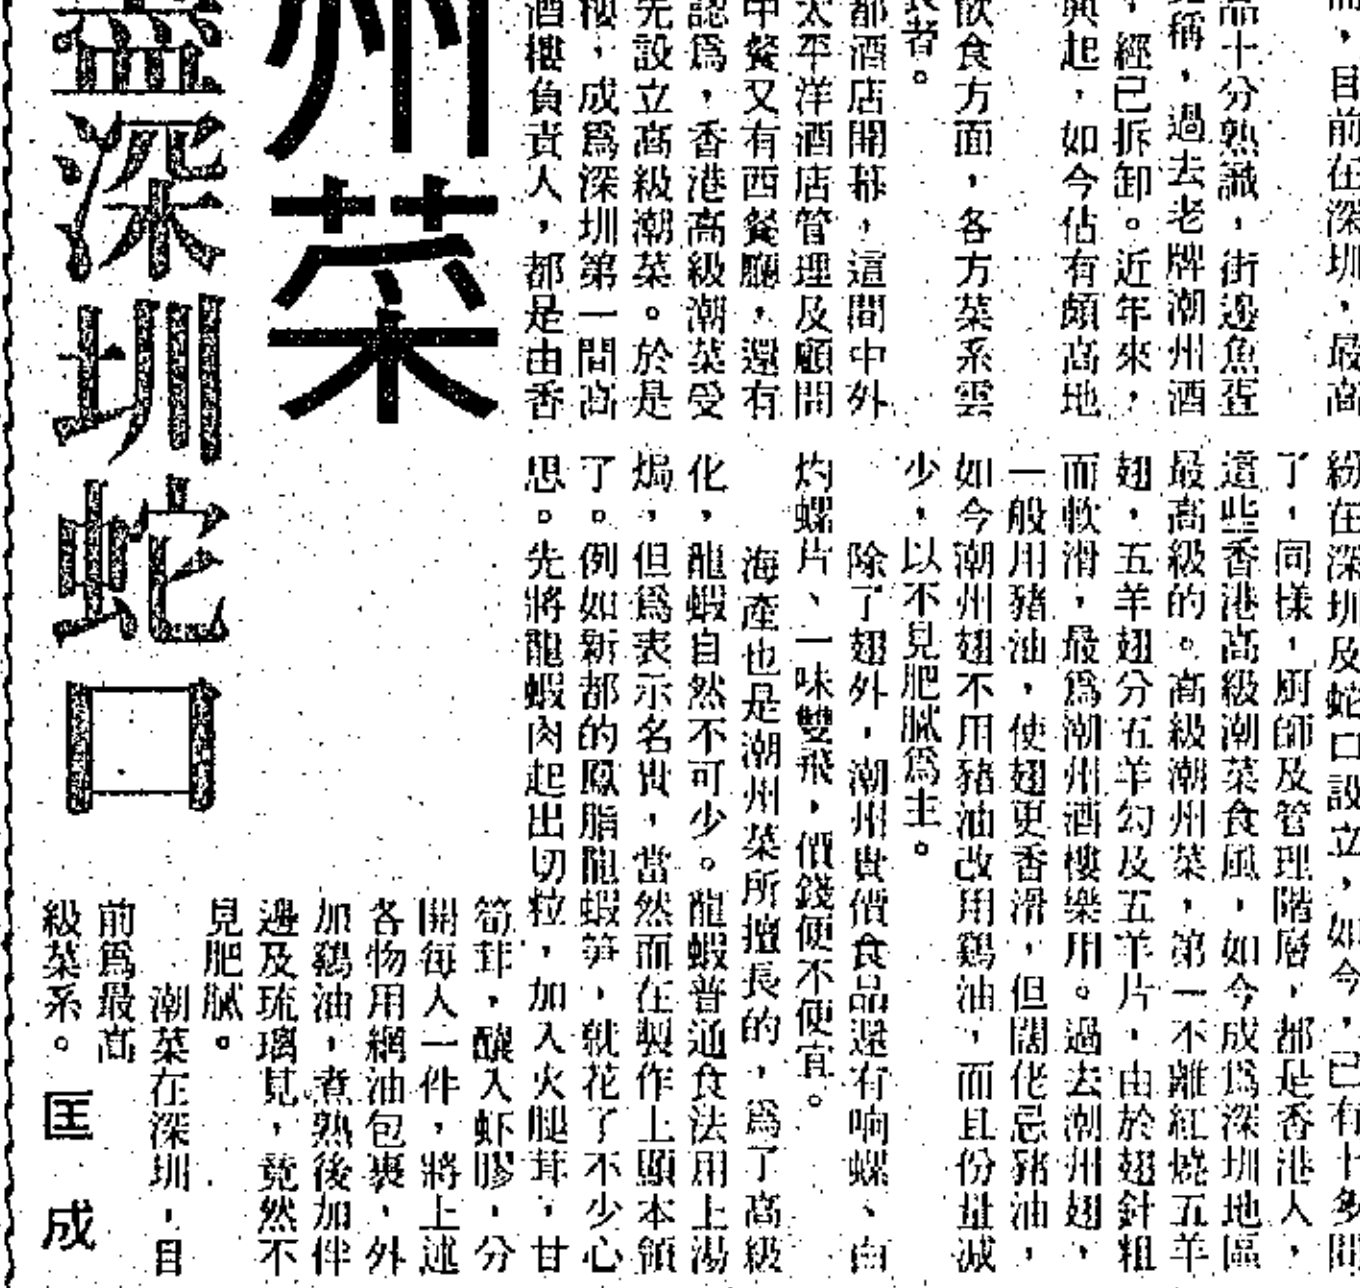 州菜
深圳蛇口
，目前在深圳，最高
品十分熟識，街邊魚蛋
稱，過去老牌潮州酒
，經已拆卸。近年來，
興起，如今佔有頗高地
飲食方面，各方菜系雲
者。
都酒店開幕，這間中外
太平洋酒店管理及顧問
中餐又有西餐廳，還有
認爲，香港高級潮菜受
先設立高級潮菜。於是
樓，成爲深圳第一間高
酒樓負責人，都是由香
紛在深圳及蛇口設立，如今，已有十多間
了，同樣，廚師及管理階層，都是香港人，
這些香港高級潮菜食風，如今成爲深圳地區
最高級的。高級潮州菜，第一不離紅燒五羊
翅，五羊翅分五羊勾及五羊片，由於翅針粗
而軟滑，最爲潮州酒樓樂用。過去潮州翅，
一般用豬油，使翅更香滑，但闊佬忌豬油，
如今潮州翅不用豬油改用鷄油，而且份量減
少，以不見肥膩爲主。
除了翅外，潮州貴價食品還有响螺、白
灼螺片、一味雙飛，價錢便不便宜。
海產也是潮州菜所擅長的，爲了高級
化，龍蝦自然不可少。龍蝦普通食法用上湯
焗，但爲表示名貴，當然而在製作上顯本領
了。例如新都的鳳脂龍蝦笋，就花了不少心
思。先將龍蝦肉起出切粒，加入火腿茸，甘
筍茸，釀入虾膠，分
開每人一件，將上述
各物用網油包裹，外
加鷄油，煮熟後加伴
邊及琉璃芡，竟然不
見肥膩。
潮菜在深圳，目
前爲最高
級菜系。
匡成